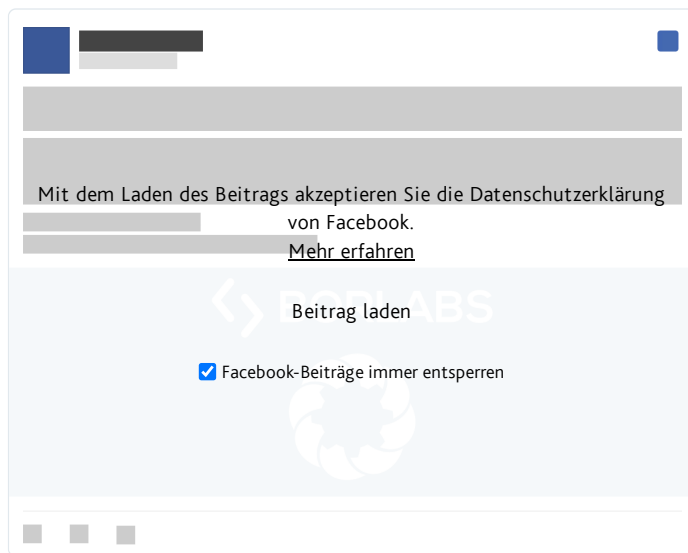 Mit dem Laden des Beitrags akzeptieren Sie die Datenschutzerklärung
von Facebook.
Mehr erfahren
BORLABS
Beitrag laden
Facebook-Beiträge immer entsperren